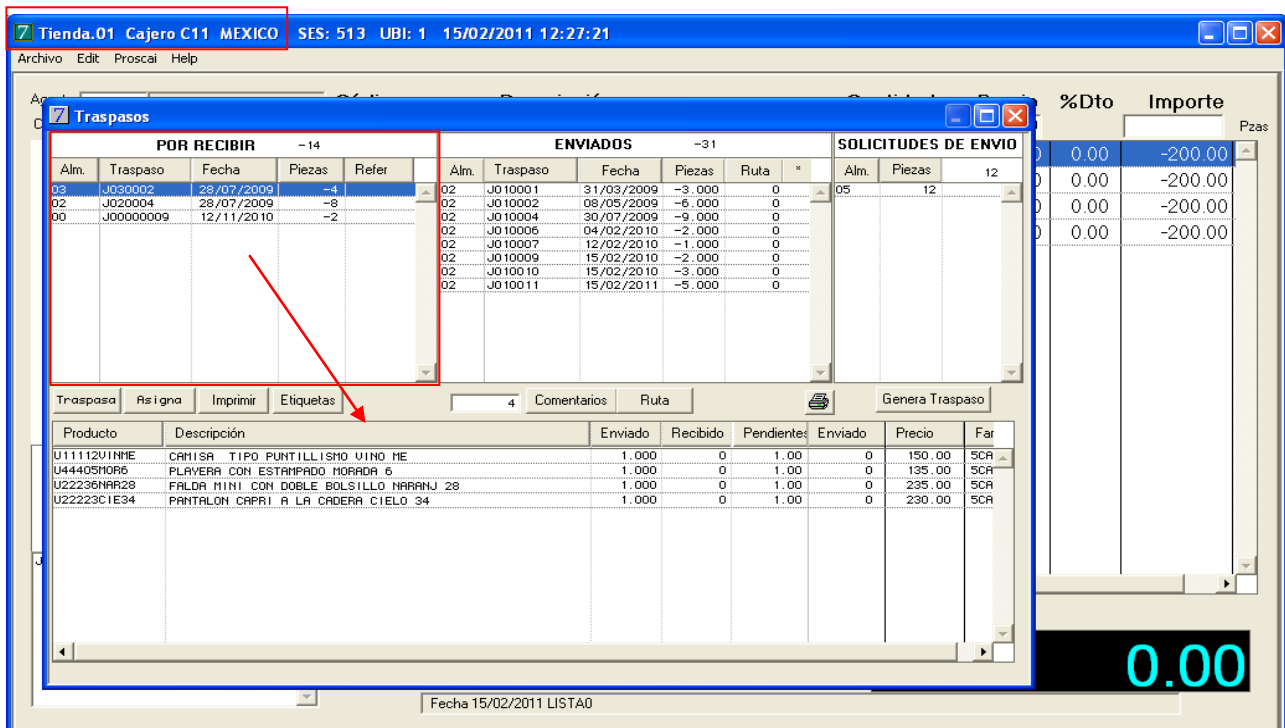 Tienda.01 Cajero C11 MEXICO SES: 513 UBI: 1 15/02/2011 12:27:21
Archivo Edit Proscai Help
%Dto Importe
Pzas
0.00 -200.00
0.00 -200.00
0.00 -200.00
0.00 -200.00
Traspasos
POR RECIBIR -14
Alm. Traspaso Fecha Piezas Refer
03 J030002 28/07/2009 -4
02 J020004 28/07/2009 -8
00 J00000009 12/11/2010 -2
ENVIADOS -31
Alm. Traspaso Fecha Piezas Ruta *
02 J010001 31/03/2009 -3.000 0
02 J010002 08/05/2009 -6.000 0
02 J010004 30/07/2009 -9.000 0
02 J010006 04/02/2010 -2.000 0
02 J010007 12/02/2010 -1.000 0
02 J010009 15/02/2010 -2.000 0
02 J010010 15/02/2010 -3.000 0
02 J010011 15/02/2011 -5.000 0
SOLICITUDES DE ENVIO
Alm. Piezas 12
05 12
Traspasa Asigna Imprimir Etiquetas 4 Comentarios Ruta Genera Traspaso
Producto Descripción Enviado Recibido Pendientes Enviado Precio Far
U11112VINME CAMISA TIPO PUNTILLISMO VINO ME 1.000 0 1.00 0 150.00 5CA
U44405MOR6 PLAYERA CON ESTAMPADO MORADA 6 1.000 0 1.00 0 135.00 5CA
U22236NAR28 FALDA MINI CON DOBLE BOLSILLO NARANJ 28 1.000 0 1.00 0 235.00 5CA
U22223CIE34 PANTALON CAPRI A LA CADERA CIELO 34 1.000 0 1.00 0 230.00 5CA
0.00
Fecha 15/02/2011 LISTA0